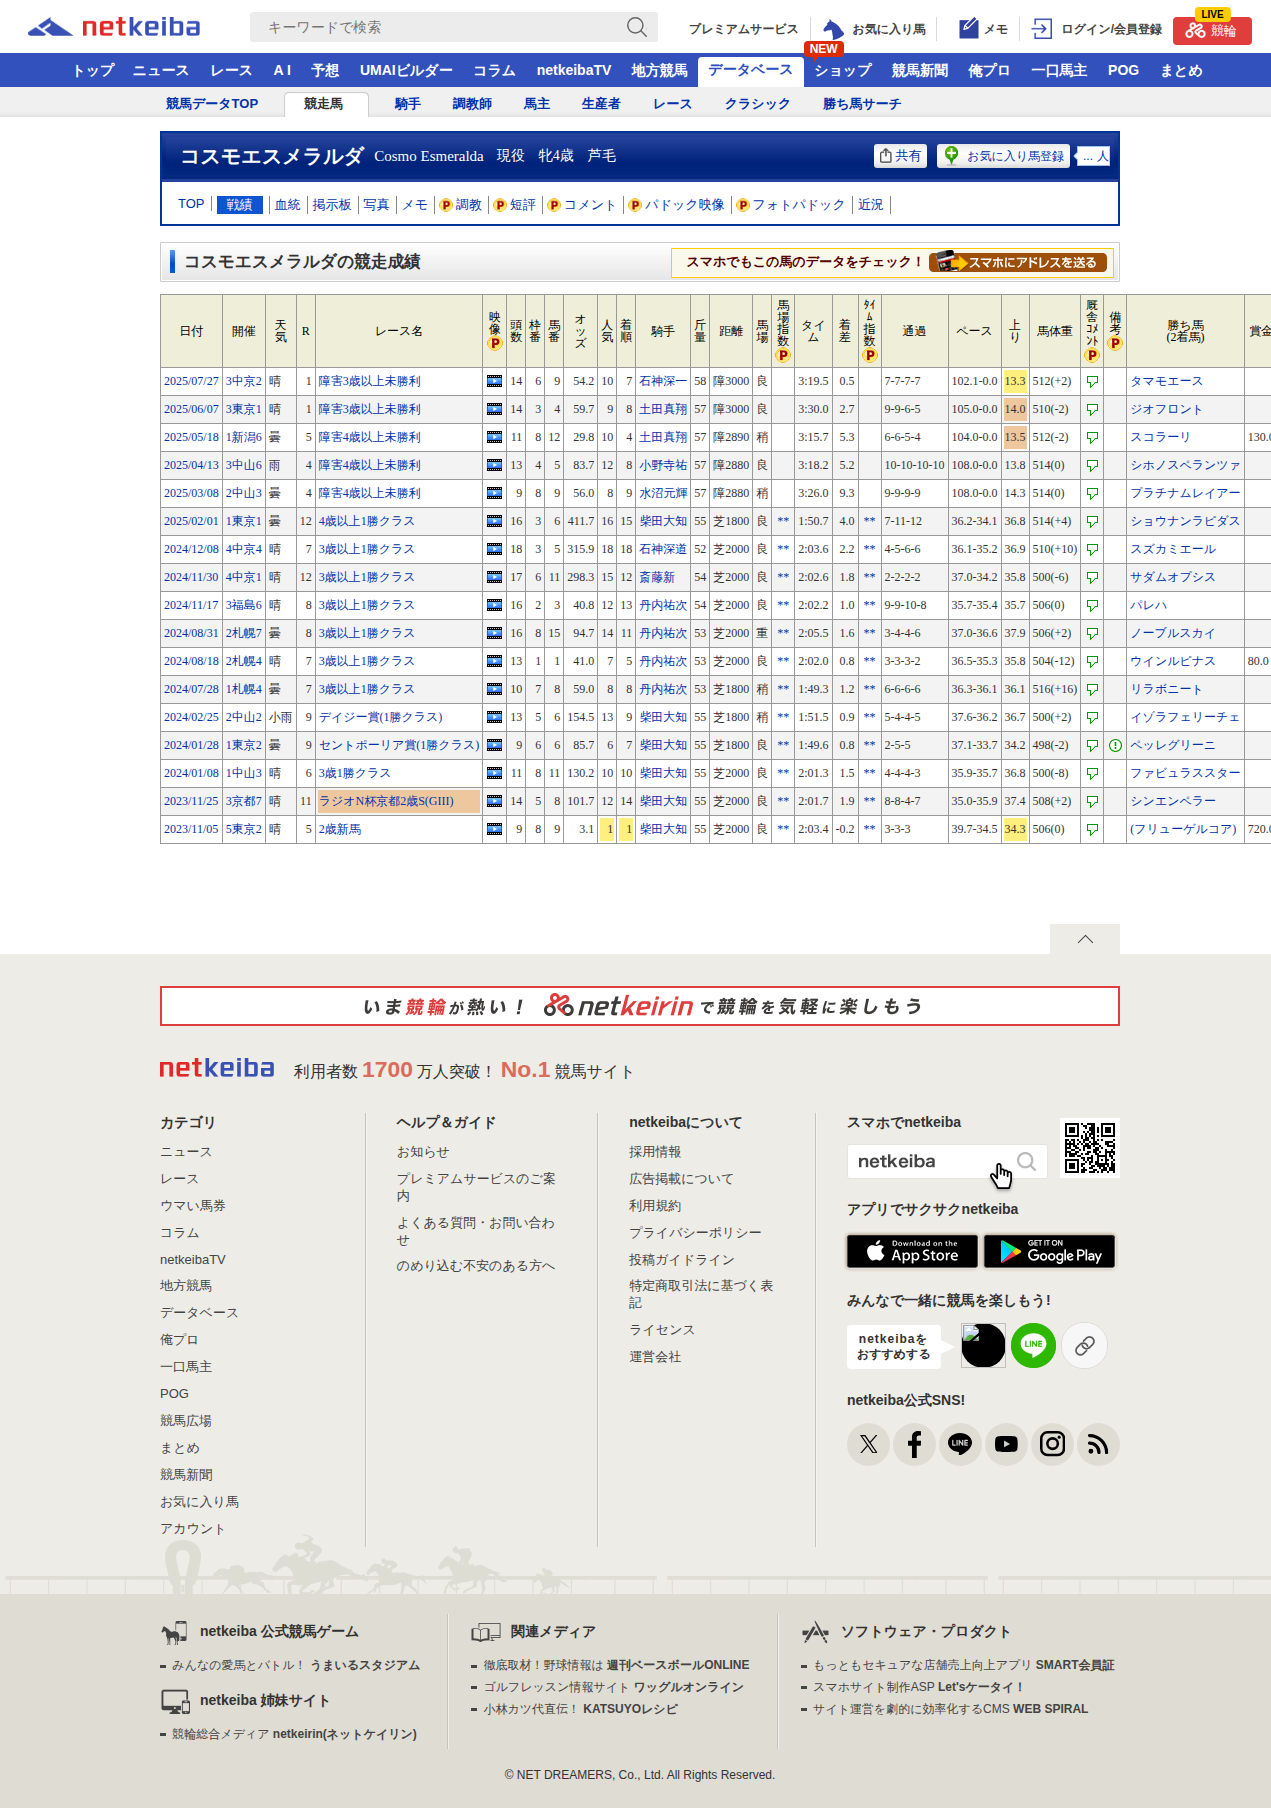 netkeiba
キーワードで検索
プレミアムサービス
お気に入り馬
メモ
ログイン/会員登録
LIVE
競輪
NEW
トップ ニュース レース A I 予想 UMAIビルダー コラム netkeibaTV 地方競馬 データベース ショップ 競馬新聞 俺プロ 一口馬主 POG まとめ
競馬データTOP 競走馬 騎手 調教師 馬主 生産者 レース クラシック 勝ち馬サーチ
コスモエスメラルダ Cosmo Esmeralda 現役 牝4歳 芦毛
共有 お気に入り馬登録 ... 人
TOP 戦績 血統 掲示板 写真 メモ P 調教 P 短評 P コメント P パドック映像 P フォトパドック 近況
コスモエスメラルダの競走成績
スマホでもこの馬のデータをチェック！ スマホにアドレスを送る
日付 開催 天気 R レース名 映像 P 頭数 枠番 馬番 オッズ 人気 着順 騎手 斤量 距離 馬場 馬場指数 P タイム 着差 ﾀｲﾑ指数 P 通過 ペース 上り 馬体重 厩舎ｺﾒﾝﾄ P 備考 P 勝ち馬(2着馬) 賞金
2025/07/27 3中京2 晴 1 障害3歳以上未勝利 14 6 9 54.2 10 7 石神深一 58 障3000 良 3:19.5 0.5 7-7-7-7 102.1-0.0 13.3 512(+2) タマモエース
2025/06/07 3東京1 晴 1 障害3歳以上未勝利 14 3 4 59.7 9 8 土田真翔 57 障3000 良 3:30.0 2.7 9-9-6-5 105.0-0.0 14.0 510(-2) ジオフロント
2025/05/18 1新潟6 曇 5 障害4歳以上未勝利 11 8 12 29.8 10 4 土田真翔 57 障2890 稍 3:15.7 5.3 6-6-5-4 104.0-0.0 13.5 512(-2) スコラーリ 130.0
2025/04/13 3中山6 雨 4 障害4歳以上未勝利 13 4 5 83.7 12 8 小野寺祐 57 障2880 良 3:18.2 5.2 10-10-10-10 108.0-0.0 13.8 514(0) シホノスペランツァ
2025/03/08 2中山3 曇 4 障害4歳以上未勝利 9 8 9 56.0 8 9 水沼元輝 57 障2880 稍 3:26.0 9.3 9-9-9-9 108.0-0.0 14.3 514(0) プラチナムレイアー
2025/02/01 1東京1 晴 12 4歳以上1勝クラス 16 3 6 411.7 16 15 柴田大知 55 芝1800 良 ** 1:50.7 4.0 ** 7-11-12 36.2-34.1 36.8 514(+4) ショウナンラピダス
2024/12/08 4中京4 晴 7 3歳以上1勝クラス 18 3 5 315.9 18 18 石神深道 52 芝2000 良 ** 2:03.6 2.2 ** 4-5-6-6 36.1-35.2 36.9 510(+10) スズカミエール
2024/11/30 4中京1 晴 12 3歳以上1勝クラス 17 6 11 298.3 15 12 斎藤新 54 芝2000 良 ** 2:02.6 1.8 ** 2-2-2-2 37.0-34.2 35.8 500(-6) サダムオプシス
2024/11/17 3福島6 晴 8 3歳以上1勝クラス 16 2 3 40.8 12 13 丹内祐次 54 芝2000 良 ** 2:02.2 1.0 ** 9-9-10-8 35.7-35.4 35.7 506(0) パレハ
2024/08/31 2札幌7 曇 8 3歳以上1勝クラス 16 8 15 94.7 14 11 丹内祐次 53 芝2000 重 ** 2:05.5 1.6 ** 3-4-4-6 37.0-36.6 37.9 506(+2) ノーブルスカイ
2024/08/18 2札幌4 晴 7 3歳以上1勝クラス 13 1 1 41.0 7 5 丹内祐次 53 芝2000 良 ** 2:02.0 0.8 ** 3-3-3-2 36.5-35.3 35.8 504(-12) ウインルピナス 80.0
2024/07/28 1札幌4 曇 7 3歳以上1勝クラス 10 7 8 59.0 8 8 丹内祐次 53 芝1800 稍 ** 1:49.3 1.2 ** 6-6-6-6 36.3-36.1 36.1 516(+16) リラボニート
2024/02/25 2中山2 小雨 9 デイジー賞(1勝クラス) 13 5 6 154.5 13 9 柴田大知 55 芝1800 稍 ** 1:51.5 0.9 ** 5-4-4-5 37.6-36.2 36.7 500(+2) イゾラフェリーチェ
2024/01/28 1東京2 曇 9 セントポーリア賞(1勝クラス) 9 6 6 85.7 6 7 柴田大知 55 芝1800 良 ** 1:49.6 0.8 ** 2-5-5 37.1-33.7 34.2 498(-2) ペッレグリーニ
2024/01/08 1中山3 晴 6 3歳1勝クラス 11 8 11 130.2 10 10 柴田大知 55 芝2000 良 ** 2:01.3 1.5 ** 4-4-4-3 35.9-35.7 36.8 500(-8) ファビュラススター
2023/11/25 3京都7 晴 11 ラジオN杯京都2歳S(GIII) 14 5 8 101.7 12 14 柴田大知 55 芝2000 良 ** 2:01.7 1.9 ** 8-8-4-7 35.0-35.9 37.4 508(+2) シンエンペラー
2023/11/05 5東京2 晴 5 2歳新馬 9 8 9 3.1 1 1 柴田大知 55 芝2000 良 ** 2:03.4 -0.2 ** 3-3-3 39.7-34.5 34.3 506(0) (フリューゲルコア) 720.0
いま競輪が熱い！ netkeirinで競輪を気軽に楽しもう
netkeiba 利用者数 1700 万人突破！ No.1 競馬サイト
カテゴリ
ニュース
レース
ウマい馬券
コラム
netkeibaTV
地方競馬
データベース
俺プロ
一口馬主
POG
競馬広場
まとめ
競馬新聞
お気に入り馬
アカウント
ヘルプ＆ガイド
お知らせ
プレミアムサービスのご案
内
よくある質問・お問い合わ
せ
のめり込む不安のある方へ
netkeibaについて
採用情報
広告掲載について
利用規約
プライバシーポリシー
投稿ガイドライン
特定商取引法に基づく表
記
ライセンス
運営会社
スマホでnetkeiba
netkeiba
アプリでサクサクnetkeiba
Download on the App Store
GET IT ON Google Play
みんなで一緒に競馬を楽しもう!
netkeibaを
おすすめする
LINE
netkeiba公式SNS!
LINE
netkeiba 公式競馬ゲーム
みんなの愛馬とバトル！ うまいるスタジアム
netkeiba 姉妹サイト
競輪総合メディア netkeirin(ネットケイリン)
関連メディア
徹底取材！野球情報は 週刊ベースボールONLINE
ゴルフレッスン情報サイト ワッグルオンライン
小林カツ代直伝！ KATSUYOレシピ
ソフトウェア・プロダクト
もっともセキュアな店舗売上向上アプリ SMART会員証
スマホサイト制作ASP Let'sケータイ！
サイト運営を劇的に効率化するCMS WEB SPIRAL
© NET DREAMERS, Co., Ltd. All Rights Reserved.